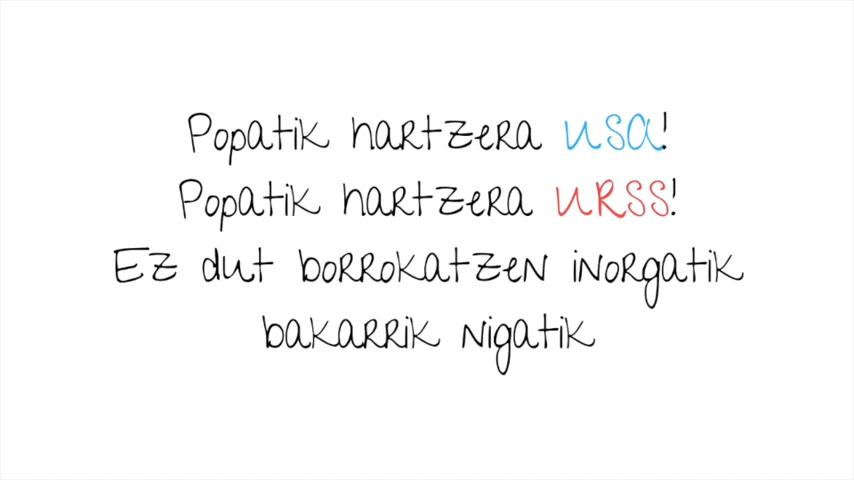 Popatik hartzera USA!
Popatik hartzera URSS!
Ez dut borrokatzen inorgatik
bakarrik nigatik